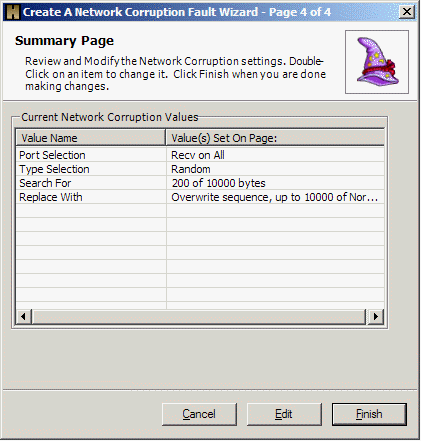 Create A Network Corruption Fault Wizard - Page 4 of 4
Summary Page
Review and Modify the Network Corruption settings. Double-
Click on an item to change it. Click Finish when you are done
making changes.
Current Network Corruption Values
Value Name Value(s) Set On Page:
Port Selection Recv on All
Type Selection Random
Search For 200 of 10000 bytes
Replace With Overwrite sequence, up to 10000 of Nor...
Cancel Edit Finish